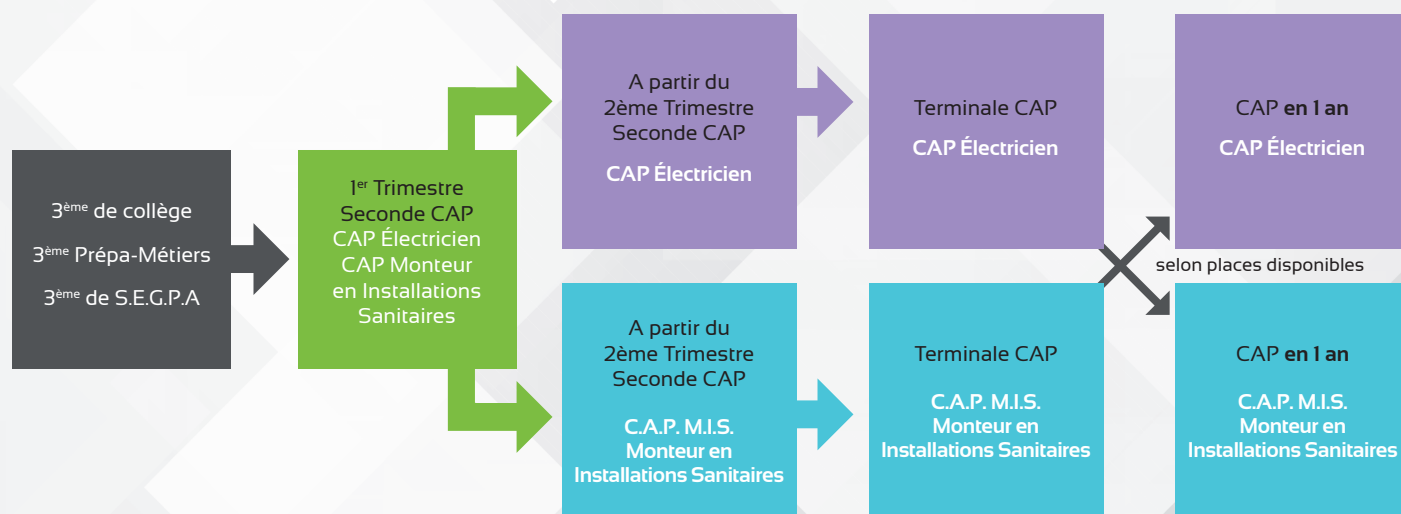 3ème de collège
3ème Prépa-Métiers
3ème de S.E.G.P.A
1er Trimestre
Seconde CAP
CAP Électricien
CAP Monteur
en Installations
Sanitaires
A partir du
2ème Trimestre
Seconde CAP
CAP Électricien
Terminale CAP
CAP Électricien
CAP en 1 an
CAP Électricien
selon places disponibles
A partir du
2ème Trimestre
Seconde CAP
C.A.P. M.I.S.
Monteur en
Installations Sanitaires
Terminale CAP
C.A.P. M.I.S.
Monteur en
Installations Sanitaires
CAP en 1 an
C.A.P. M.I.S.
Monteur en
Installations Sanitaires